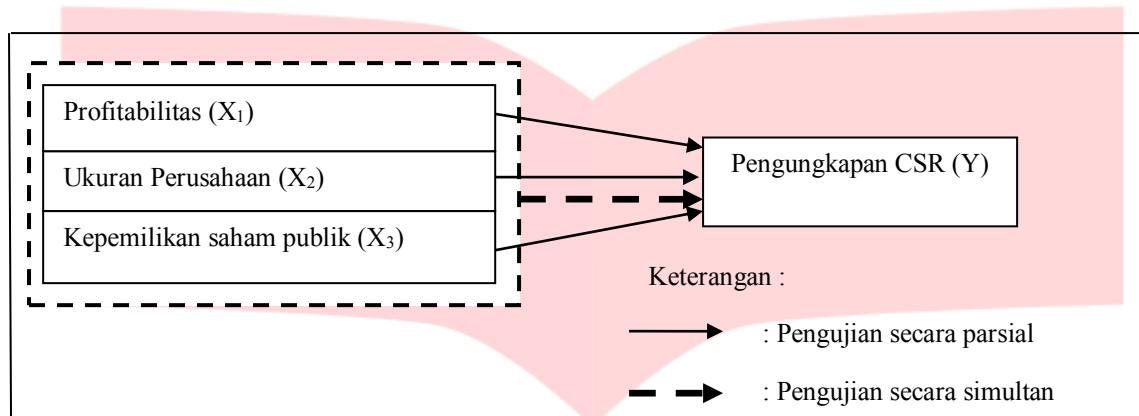 Profitabilitas (X₁)
Ukuran Perusahaan (X₂)
Kepemilikan saham publik (X₃)
Pengungkapan CSR (Y)
Keterangan :
: Pengujian secara parsial
: Pengujian secara simultan